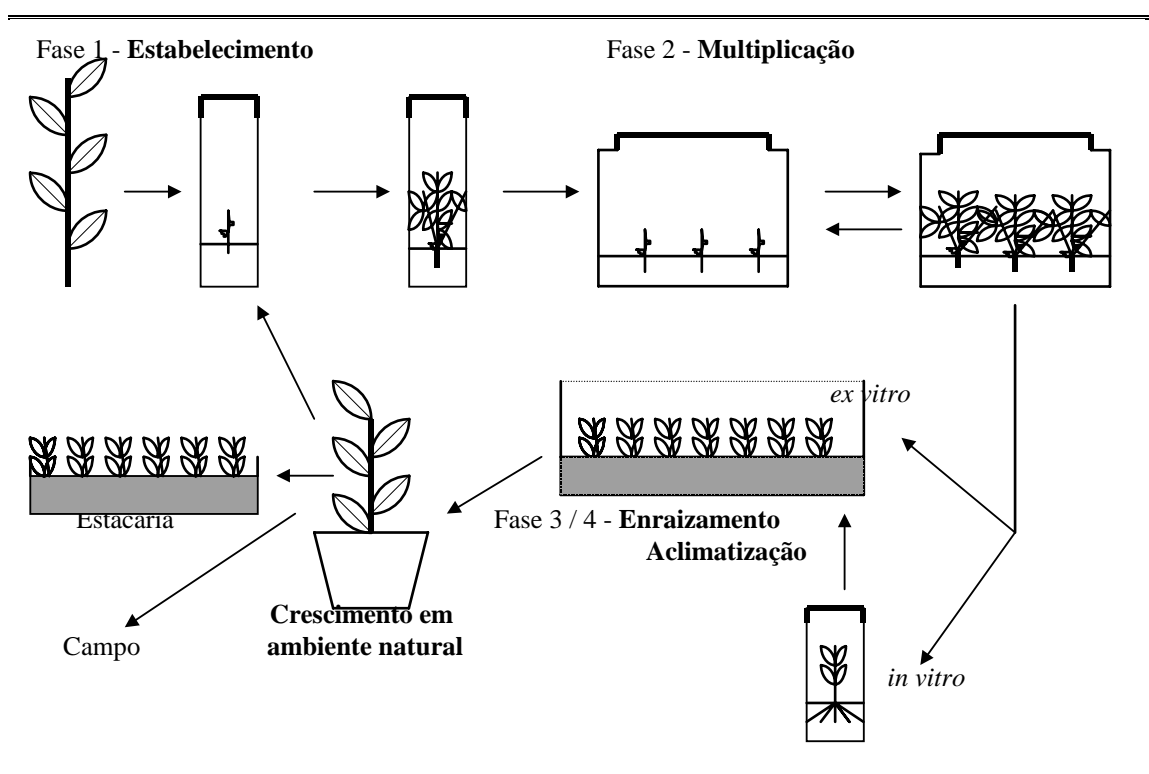 Fase 1 - Estabelecimento
Fase 2 - Multiplicação
ex vitro
Estacaria
Fase 3 / 4 - Enraizamento
Aclimatização
Crescimento em
ambiente natural
Campo
in vitro